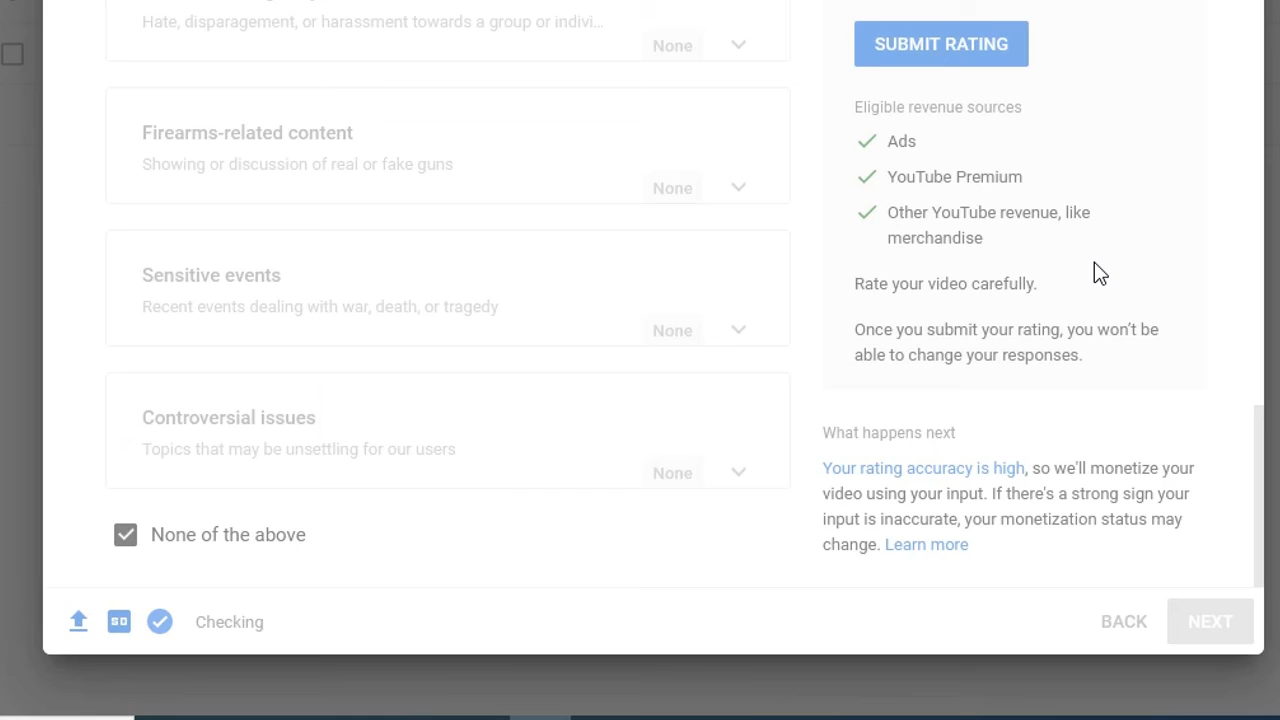 Hate, disparagement, or harassment towards a group or indivi...
None
Firearms-related content
Showing or discussion of real or fake guns
None
Sensitive events
Recent events dealing with war, death, or tragedy
None
Controversial issues
Topics that may be unsettling for our users
None
None of the above
SUBMIT RATING
Eligible revenue sources
Ads
YouTube Premium
Other YouTube revenue, like
merchandise
Rate your video carefully.
Once you submit your rating, you won't be
able to change your responses.
What happens next
Your rating accuracy is high, so we'll monetize your
video using your input. If there's a strong sign your
input is inaccurate, your monetization status may
change. Learn more
SD
Checking
BACK
NEXT